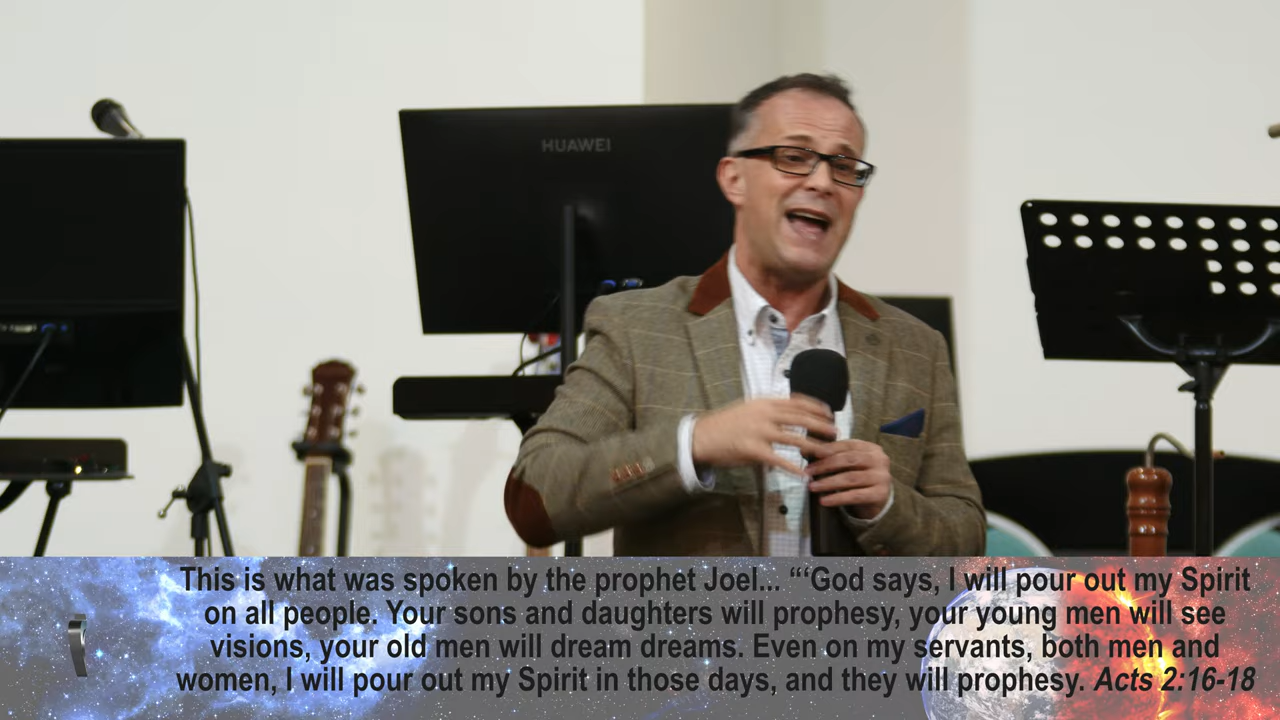 HUAWEI
This is what was spoken by the prophet Joel... “‘God says, I will pour out my Spirit
on all people. Your sons and daughters will prophesy, your young men will see
visions, your old men will dream dreams. Even on my servants, both men and
women, I will pour out my Spirit in those days, and they will prophesy. Acts 2:16-18